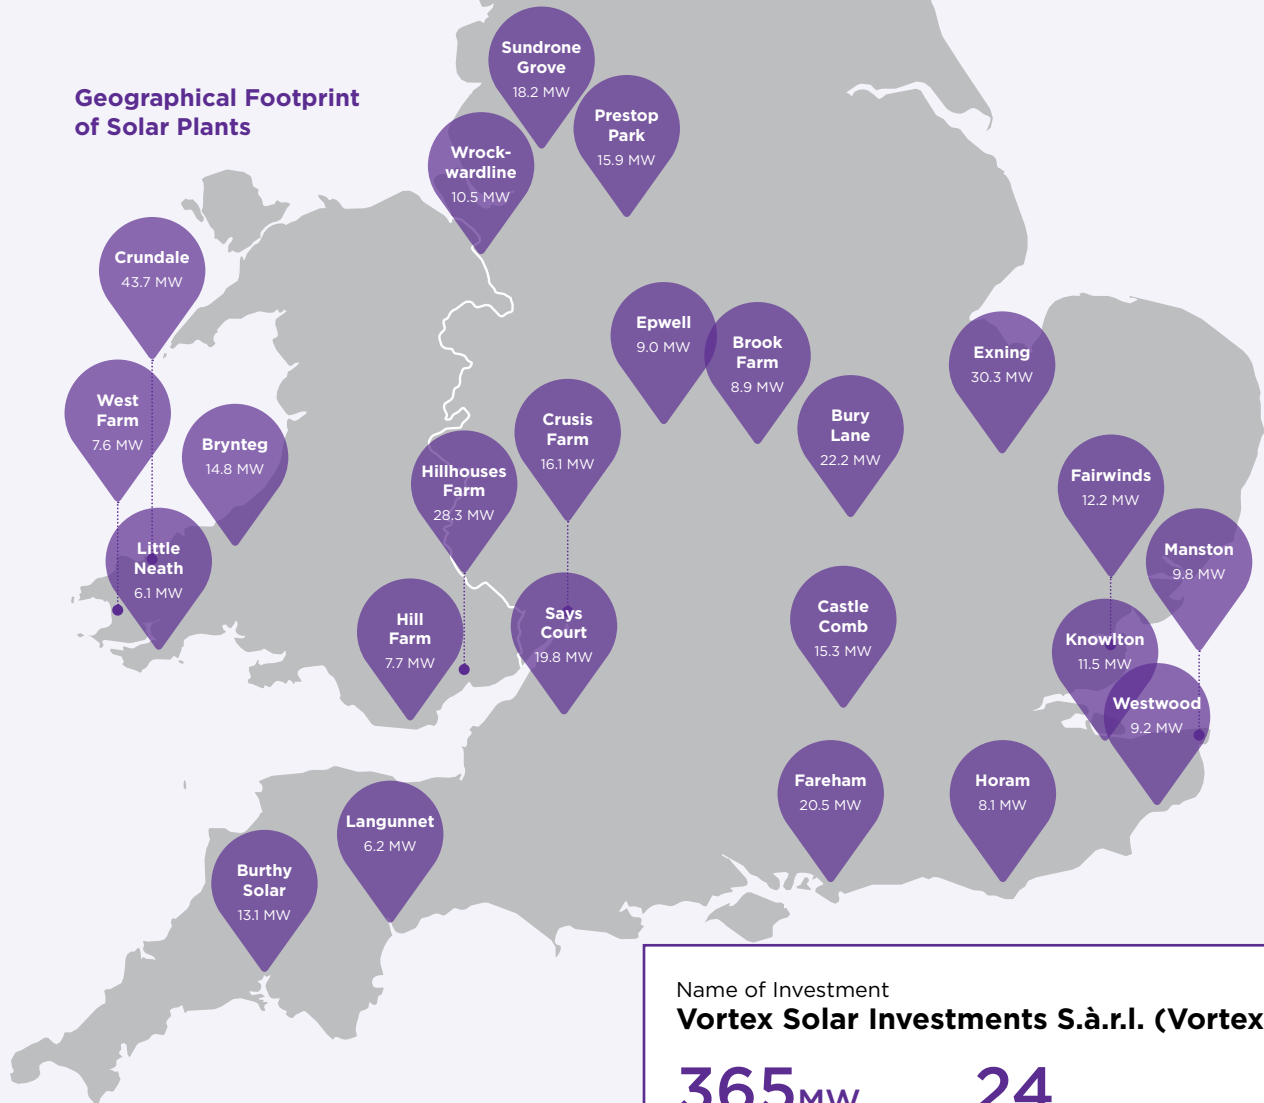 Geographical Footprint
of Solar Plants
Sundrone
Grove
18.2 MW
Prestop
Park
15.9 MW
Wrock-
wardline
10.5 MW
Crundale
43.7 MW
Epwell
9.0 MW
Brook
Farm
8.9 MW
Exning
30.3 MW
West
Farm
7.6 MW
Brynteg
14.8 MW
Crusis
Farm
16.1 MW
Bury
Lane
22.2 MW
Hillhouses
Farm
28.3 MW
Fairwinds
12.2 MW
Little
Neath
6.1 MW
Manston
9.8 MW
Hill
Farm
7.7 MW
Says
Court
19.8 MW
Castle
Comb
15.3 MW
Knowlton
11.5 MW
Westwood
9.2 MW
Fareham
20.5 MW
Horam
8.1 MW
Langunnet
6.2 MW
Burthy
Solar
13.1 MW
Name of Investment
Vortex Solar Investments S.à.r.l. (Vortex
365MW
24